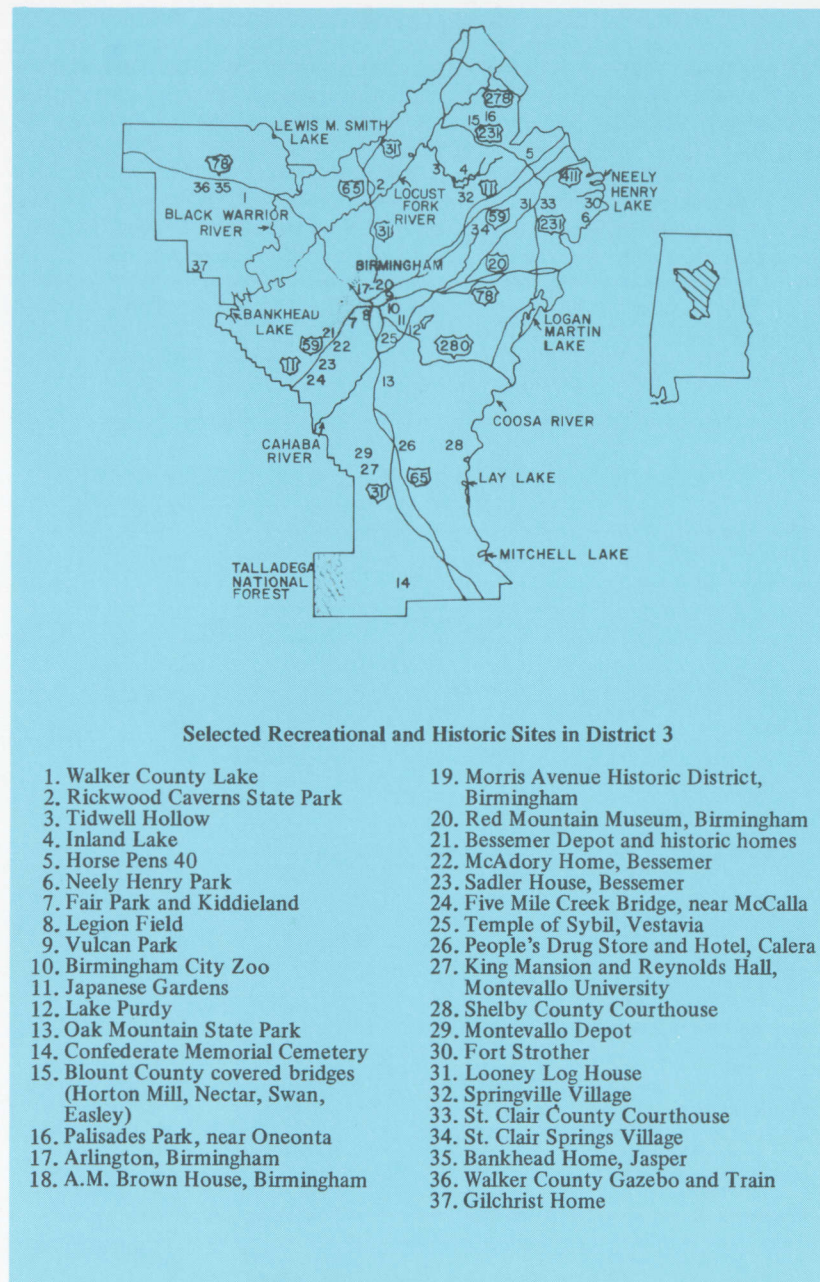 278
15 16
231
LEWIS M. SMITH
LAKE
31
5
78
3
4
411
NEELY
HENRY
LAKE
36 35
1
65
2
LOCUST
FORK
RIVER
11
32
31 33
30
6
BLACK WARRIOR
RIVER
59
231
31
34
37
BIRMINGHAM
20
17-20
9
78
BANKHEAD
LAKE
8
10
7
11
12
LOGAN
MARTIN
LAKE
21
59
22
25
280
11
23
24
13
COOSA RIVER
CAHABA
RIVER
29
26
28
27
65
LAY LAKE
31
MITCHELL LAKE
TALLADEGA
NATIONAL
FOREST
14
Selected Recreational and Historic Sites in District 3
1. Walker County Lake
2. Rickwood Caverns State Park
3. Tidwell Hollow
4. Inland Lake
5. Horse Pens 40
6. Neely Henry Park
7. Fair Park and Kiddieland
8. Legion Field
9. Vulcan Park
10. Birmingham City Zoo
11. Japanese Gardens
12. Lake Purdy
13. Oak Mountain State Park
14. Confederate Memorial Cemetery
15. Blount County covered bridges
(Horton Mill, Nectar, Swan,
Easley)
16. Palisades Park, near Oneonta
17. Arlington, Birmingham
18. A.M. Brown House, Birmingham
19. Morris Avenue Historic District,
Birmingham
20. Red Mountain Museum, Birmingham
21. Bessemer Depot and historic homes
22. McAdory Home, Bessemer
23. Sadler House, Bessemer
24. Five Mile Creek Bridge, near McCalla
25. Temple of Sybil, Vestavia
26. People's Drug Store and Hotel, Calera
27. King Mansion and Reynolds Hall,
Montevallo University
28. Shelby County Courthouse
29. Montevallo Depot
30. Fort Strother
31. Looney Log House
32. Springville Village
33. St. Clair County Courthouse
34. St. Clair Springs Village
35. Bankhead Home, Jasper
36. Walker County Gazebo and Train
37. Gilchrist Home